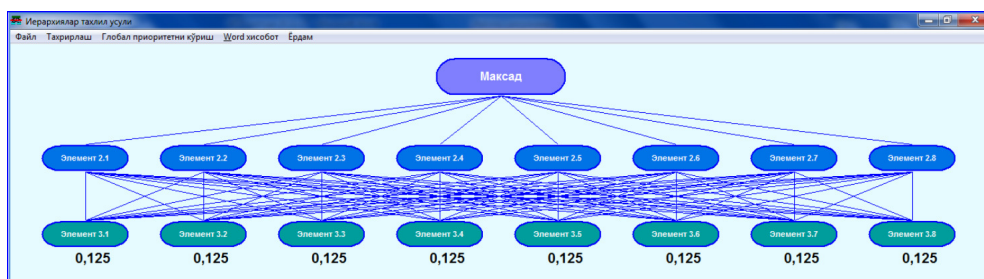 Иерархиялар тахлил усули
Файл Тахрирлаш Глобал приоритетни кўриш Word хисобот Ёрдам
Максад
Элемент 2.1 Элемент 2.2 Элемент 2.3 Элемент 2.4 Элемент 2.5 Элемент 2.6 Элемент 2.7 Элемент 2.8
Элемент 3.1 Элемент 3.2 Элемент 3.3 Элемент 3.4 Элемент 3.5 Элемент 3.6 Элемент 3.7 Элемент 3.8
0,125 0,125 0,125 0,125 0,125 0,125 0,125 0,125